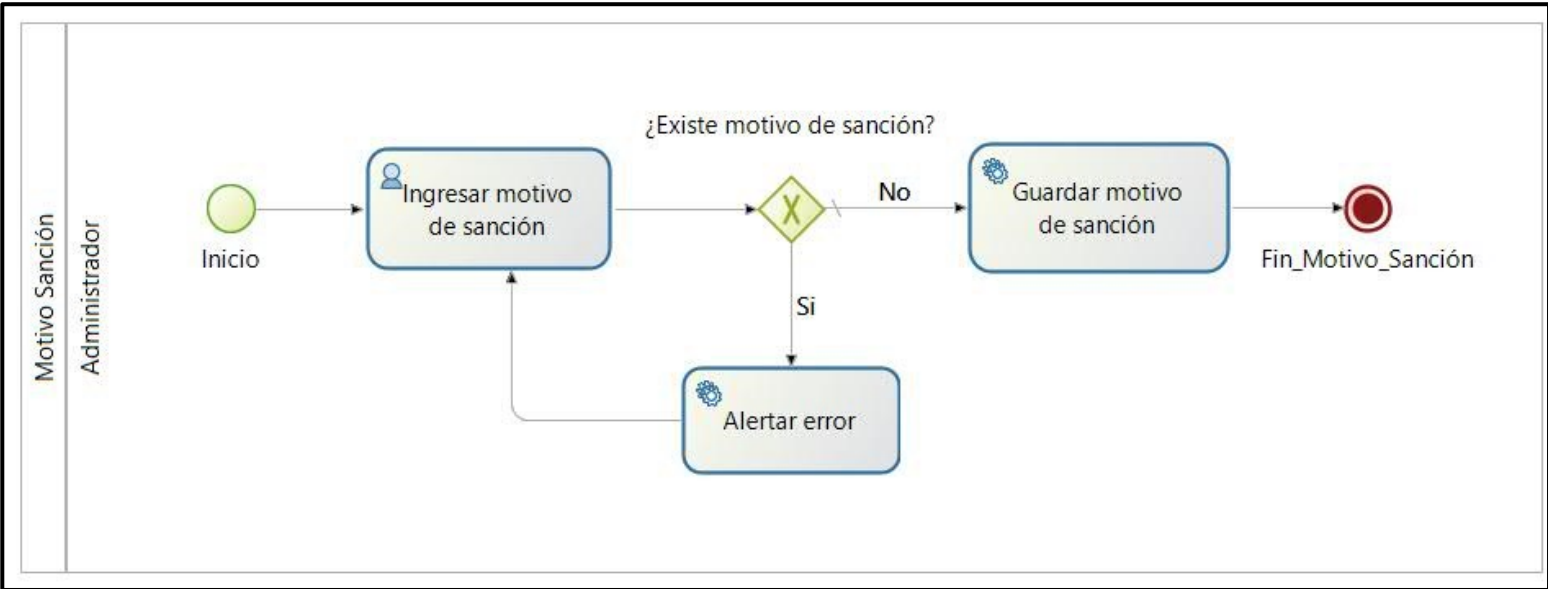 Motivo Sanción
Administrador
Inicio
Ingresar motivo
de sanción
¿Existe motivo de sanción?
No
Si
Alertar error
Guardar motivo
de sanción
Fin_Motivo_Sanción